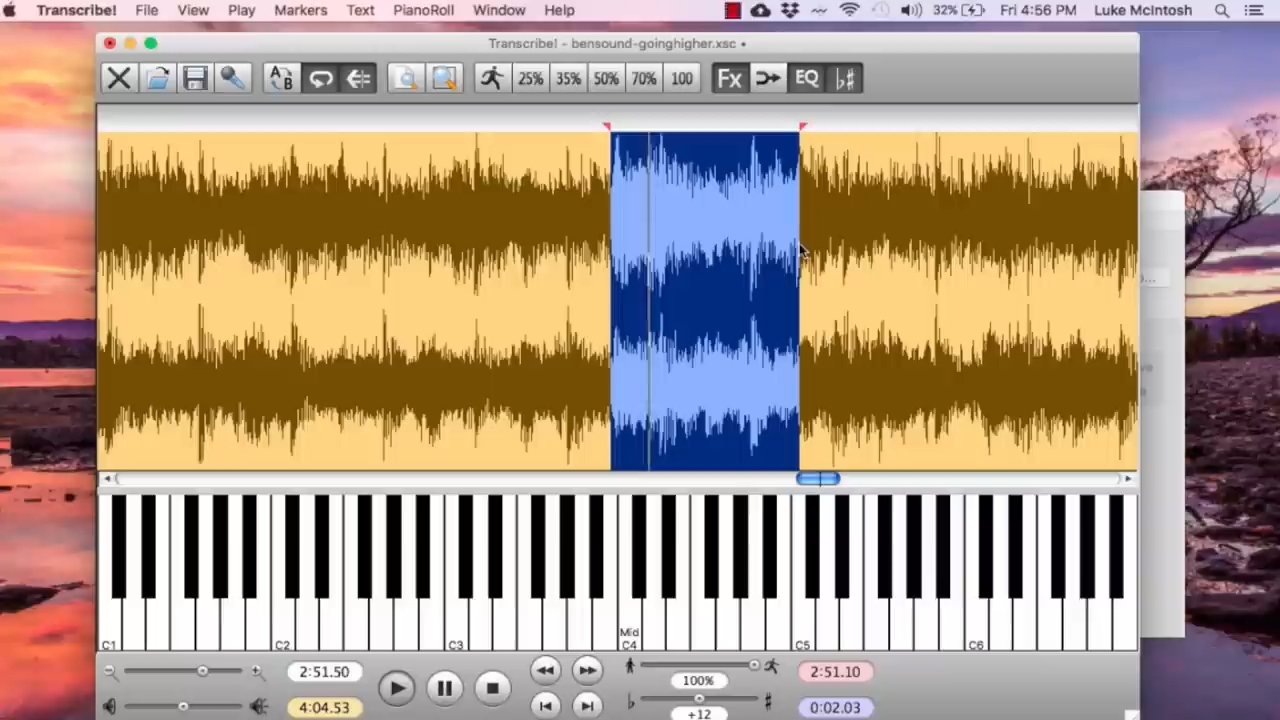 Transcribe! File View Play Markers Text PianoRoll Window Help 32% Fri 4:56 PM Luke McIntosh
Transcribe! - bensound-goinghigher.xsc •
A B 25% 35% 50% 70% 100 Fx EQ b#
C1 C2 C3 Mid C4 C5 C6
2:51.50 100% 2:51.10
4:04.53 +12 0:02.03